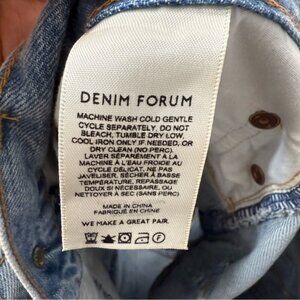 DENIM FORUM
MACHINE WASH COLD GENTLE
CYCLE SEPARATELY, DO NOT
BLEACH, TUMBLE DRY LOW,
COOL IRON ONLY IF NEEDED, OR
DRY CLEAN (NO PERC).
LAVER SÉPARÉMENT À LA
MACHINE À L'EAU FROIDE AU
CYCLE DÉLICAT, NE PAS
JAVELISER, SÉCHER À BASSE
TEMPÉRATURE, REPASSAGE
DOUX SI NÉCESSAIRE, OU
NETTOYER À SEC (SANS PERC)
MADE IN CHINA
FABRIQUÉ EN CHINE
WE MAKE A GREAT PAIR.